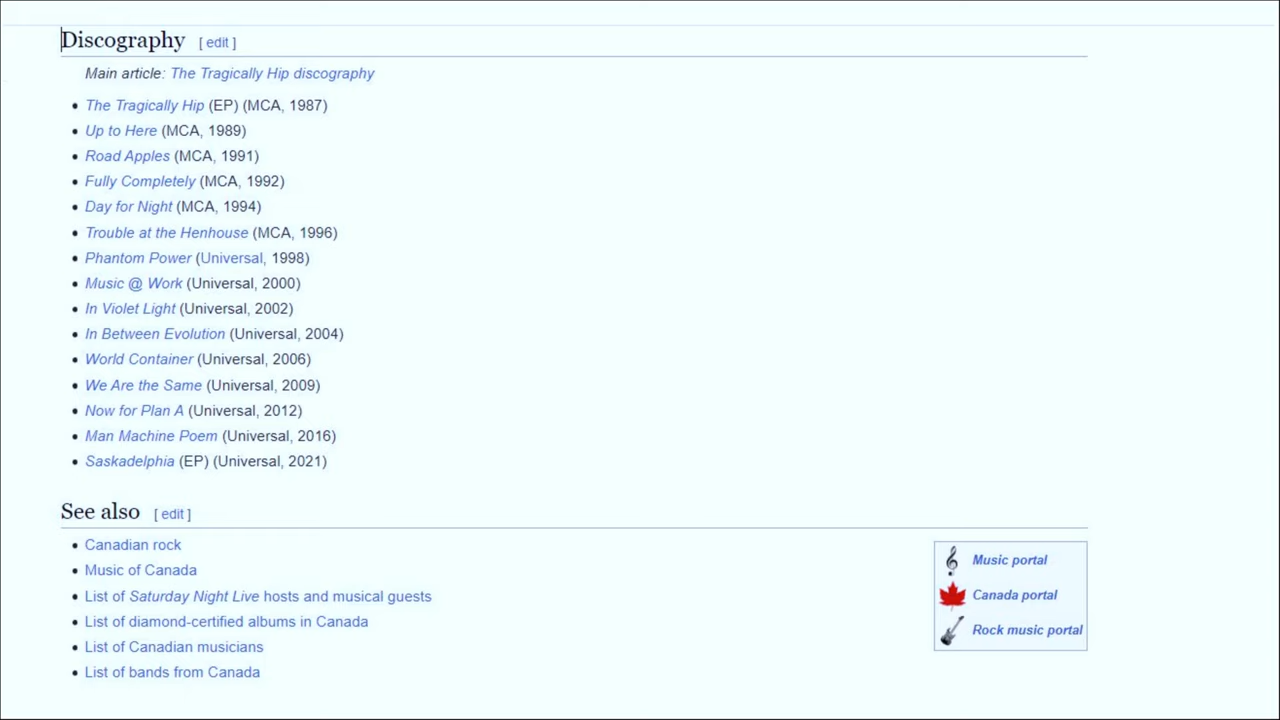 Discography [ edit ]
Main article: The Tragically Hip discography
• The Tragically Hip (EP) (MCA, 1987)
• Up to Here (MCA, 1989)
• Road Apples (MCA, 1991)
• Fully Completely (MCA, 1992)
• Day for Night (MCA, 1994)
• Trouble at the Henhouse (MCA, 1996)
• Phantom Power (Universal, 1998)
• Music @ Work (Universal, 2000)
• In Violet Light (Universal, 2002)
• In Between Evolution (Universal, 2004)
• World Container (Universal, 2006)
• We Are the Same (Universal, 2009)
• Now for Plan A (Universal, 2012)
• Man Machine Poem (Universal, 2016)
• Saskadelphia (EP) (Universal, 2021)
See also [ edit ]
• Canadian rock
• Music of Canada
• List of Saturday Night Live hosts and musical guests
• List of diamond-certified albums in Canada
• List of Canadian musicians
• List of bands from Canada
Music portal
Canada portal
Rock music portal